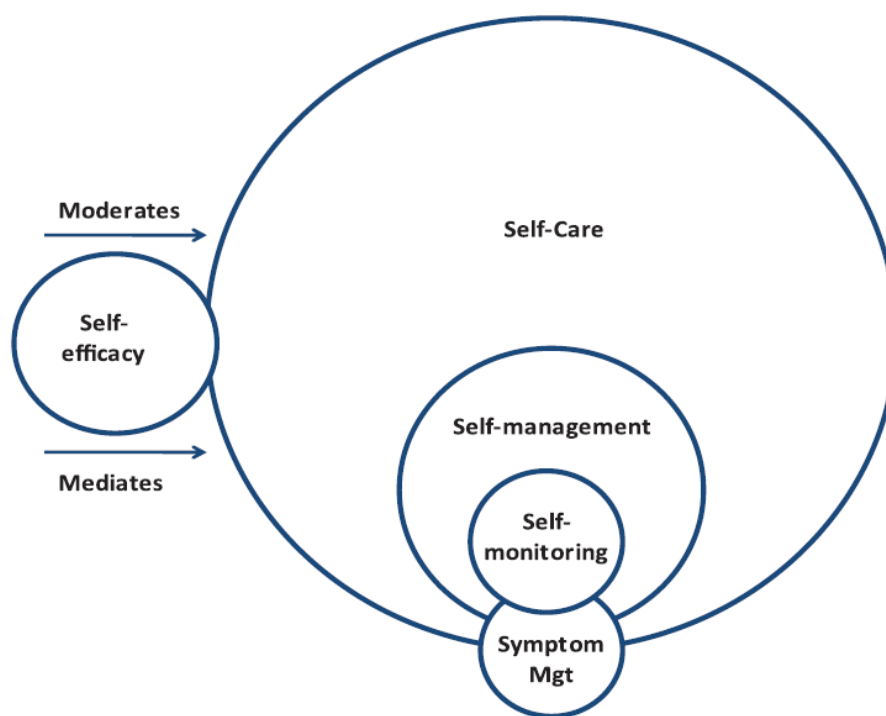 Moderates
Self-Care
Self-
efficacy
Self-management
Mediates
Self-
monitoring
Symptom
Mgt